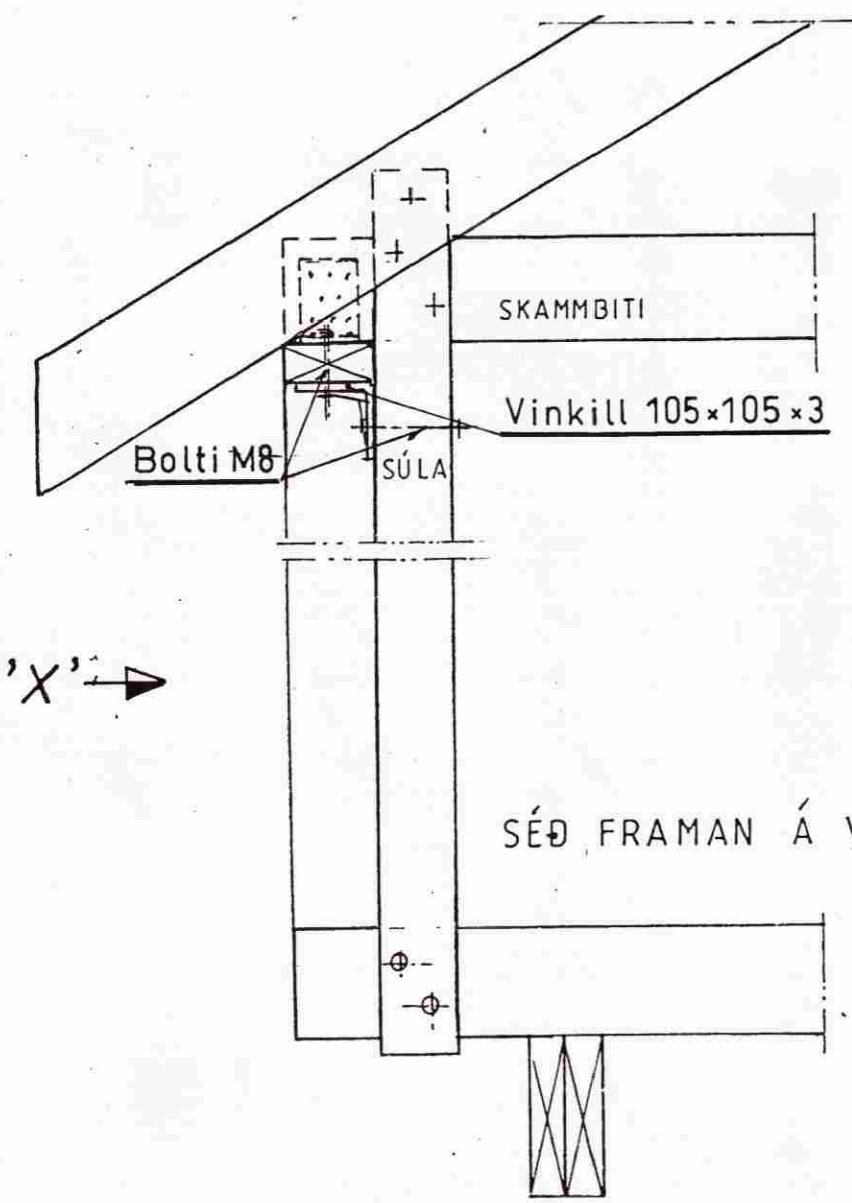 SKAMMBITI
Vinkill 105×105×3
Bolti M8
SÚLA
'X'
SÉÐ FRAMAN Á